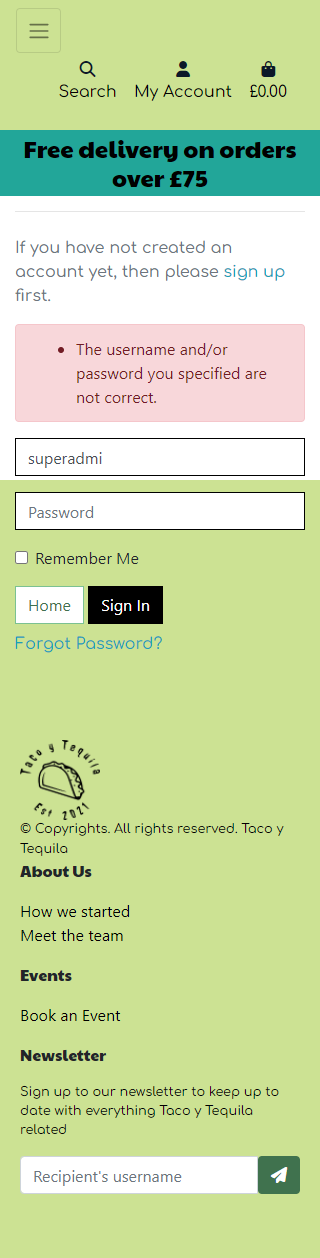 Search My Account £0.00
Free delivery on orders
over £75
If you have not created an
account yet, then please sign up
first.
The username and/or
password you specified are
not correct.
superadmi
Password
Remember Me
Home Sign In
Forgot Password?
Taco y Tequila
Est 2021
© Copyrights. All rights reserved. Taco y
Tequila
About Us
How we started
Meet the team
Events
Book an Event
Newsletter
Sign up to our newsletter to keep up to
date with everything Taco y Tequila
related
Recipient's username